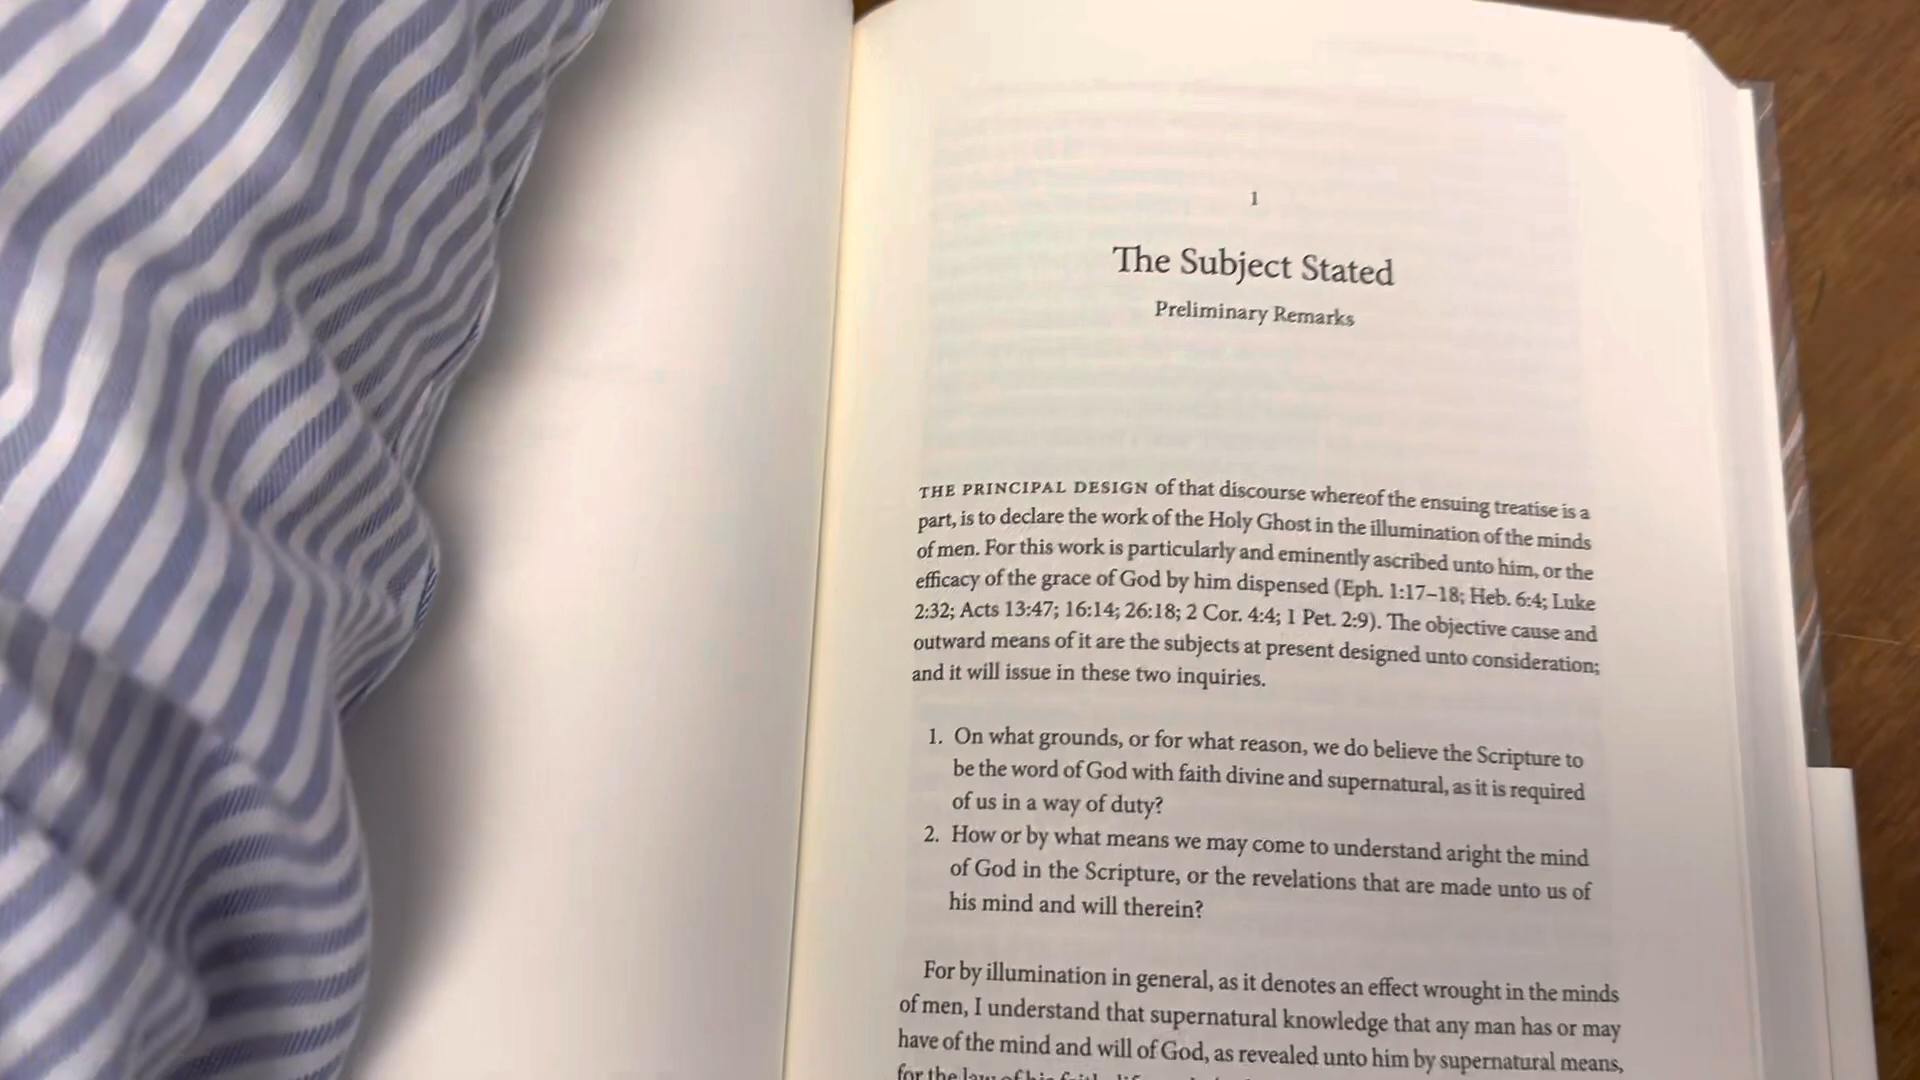 1
The Subject Stated
Preliminary Remarks
THE PRINCIPAL DESIGN of that discourse whereof the ensuing treatise is a
part, is to declare the work of the Holy Ghost in the illumination of the minds
of men. For this work is particularly and eminently ascribed unto him, or the
efficacy of the grace of God by him dispensed (Eph. 1:17–18; Heb. 6:4; Luke
2:32; Acts 13:47; 16:14; 26:18; 2 Cor. 4:4; 1 Pet. 2:9). The objective cause and
outward means of it are the subjects at present designed unto consideration;
and it will issue in these two inquiries.
1. On what grounds, or for what reason, we do believe the Scripture to
be the word of God with faith divine and supernatural, as it is required
of us in a way of duty?
2. How or by what means we may come to understand aright the mind
of God in the Scripture, or the revelations that are made unto us of
his mind and will therein?
For by illumination in general, as it denotes an effect wrought in the minds
of men, I understand that supernatural knowledge that any man has or may
have of the mind and will of God, as revealed unto him by supernatural means,
for the law of his